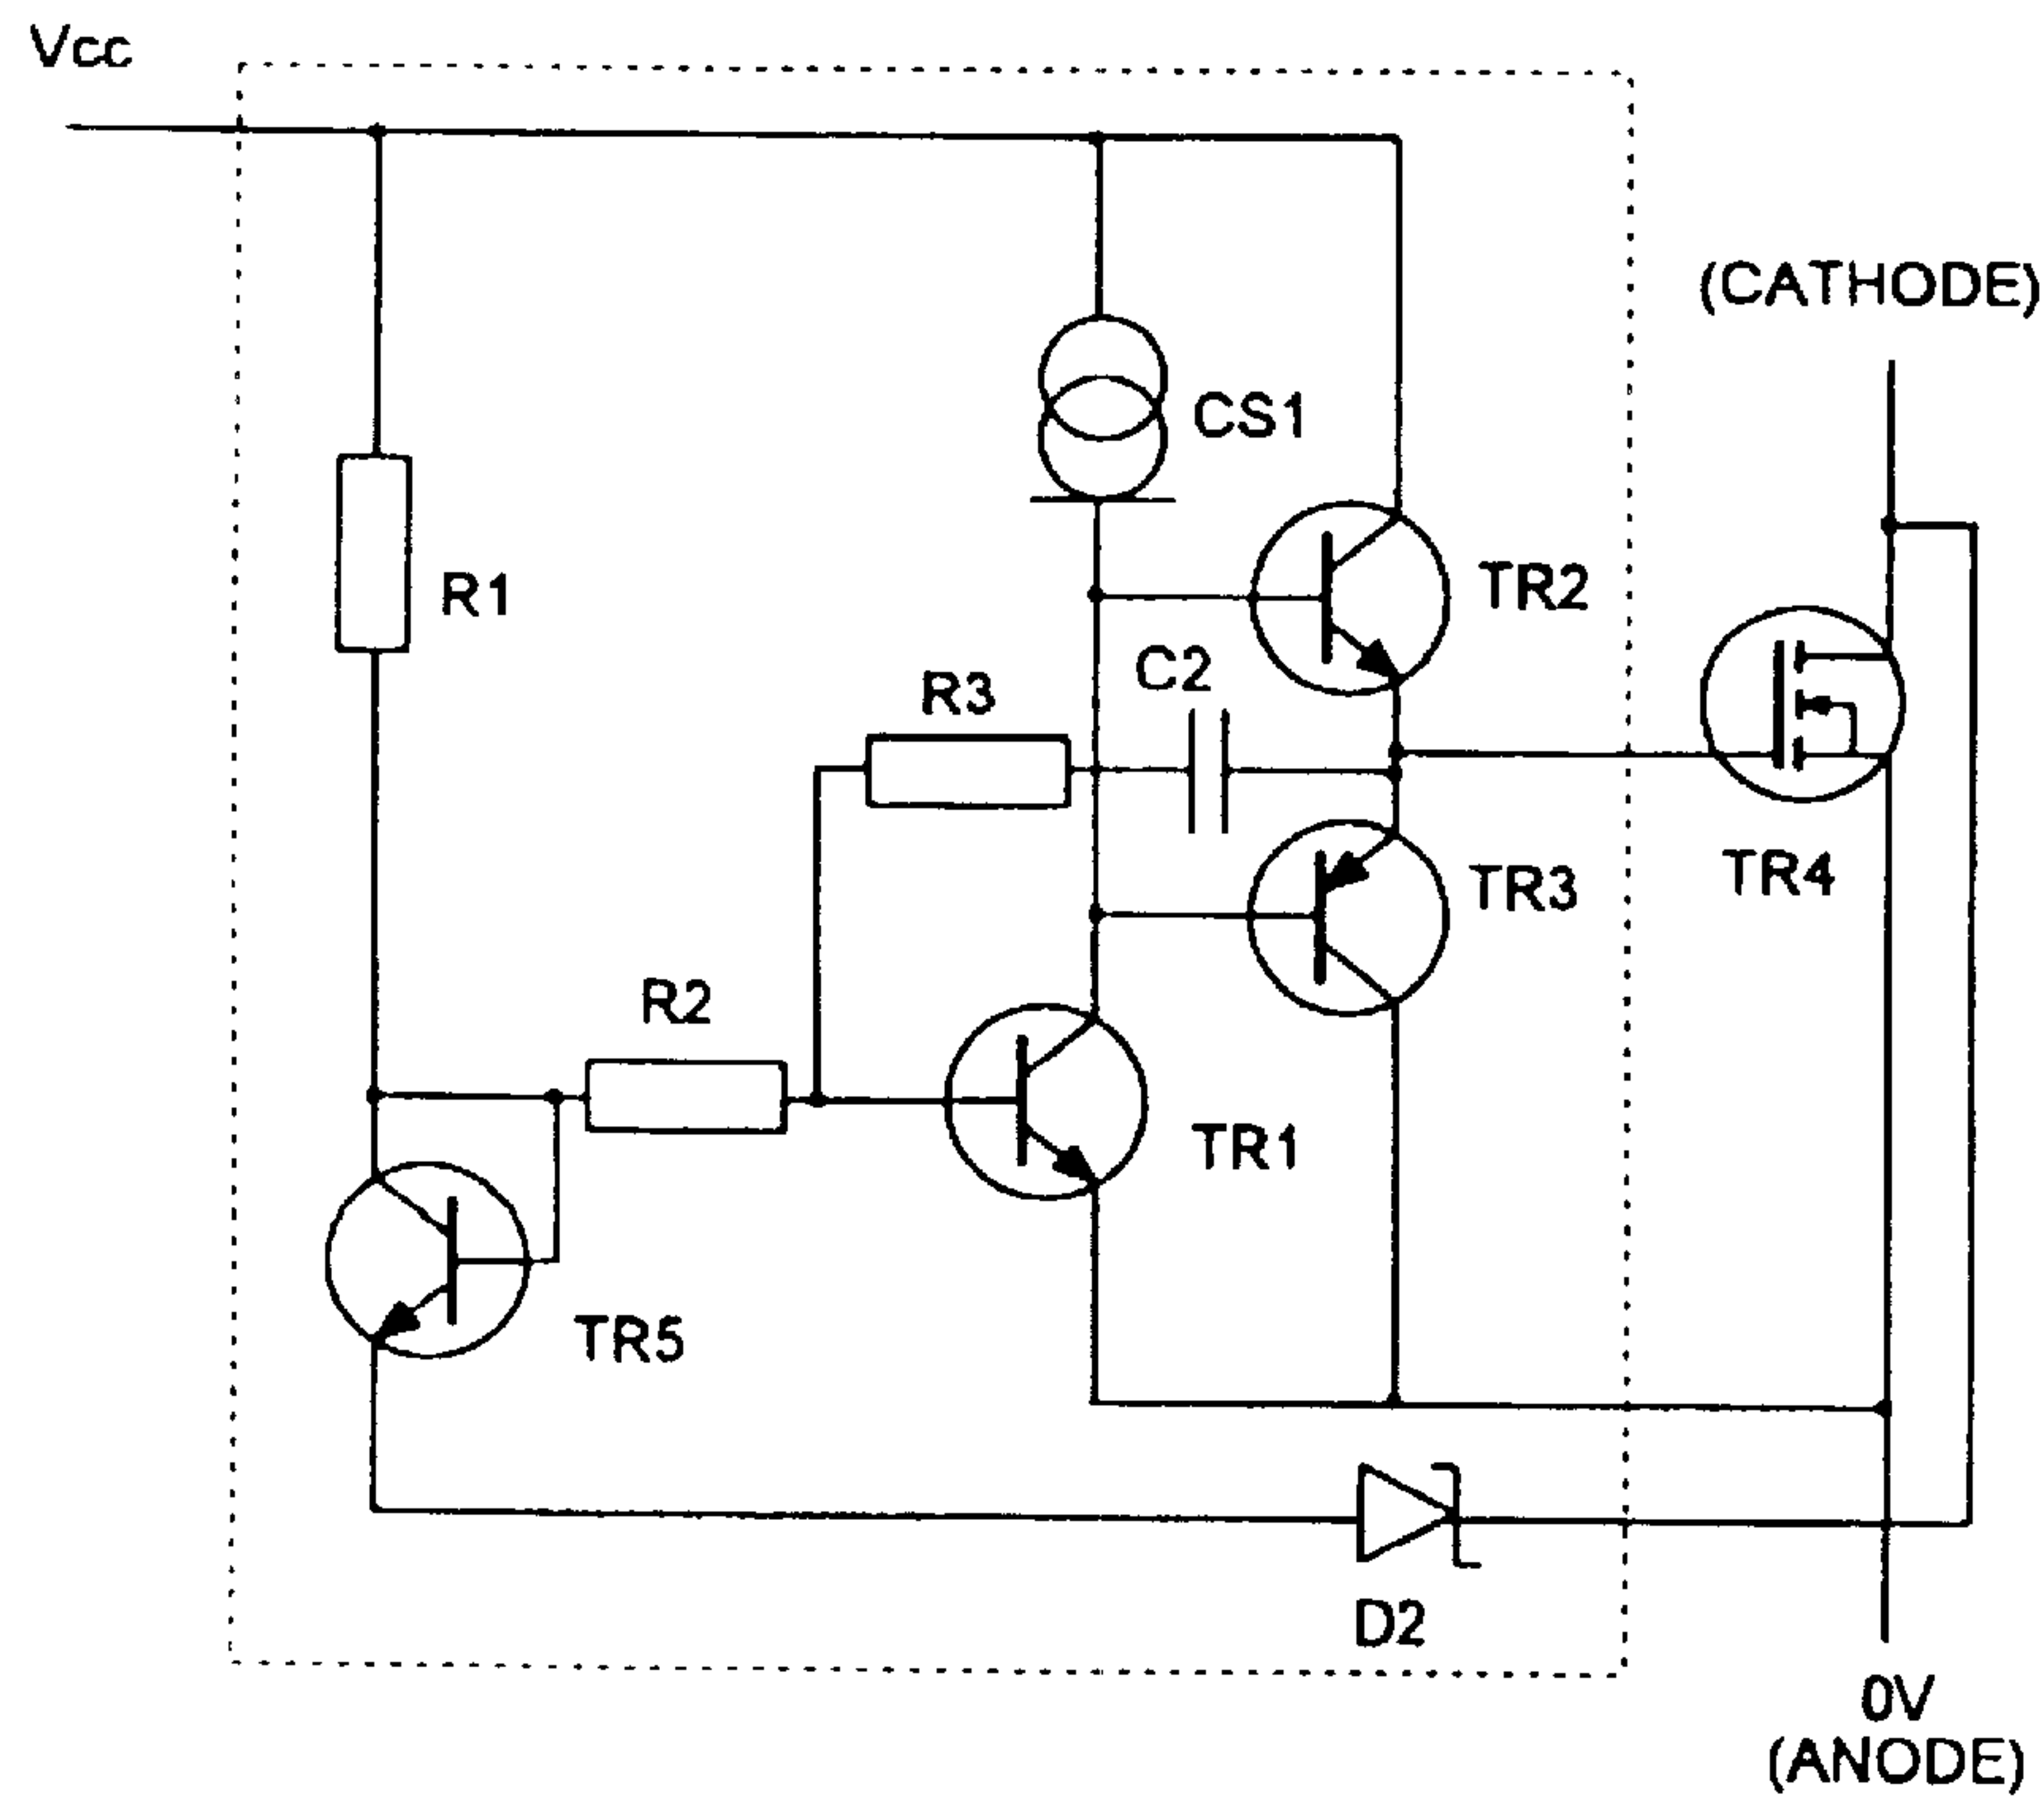 Vcc
(CATHODE)
CS1
TR2
R1
C2
R3
TR4
TR3
R2
TR1
TR5
D2
0V
(ANODE)